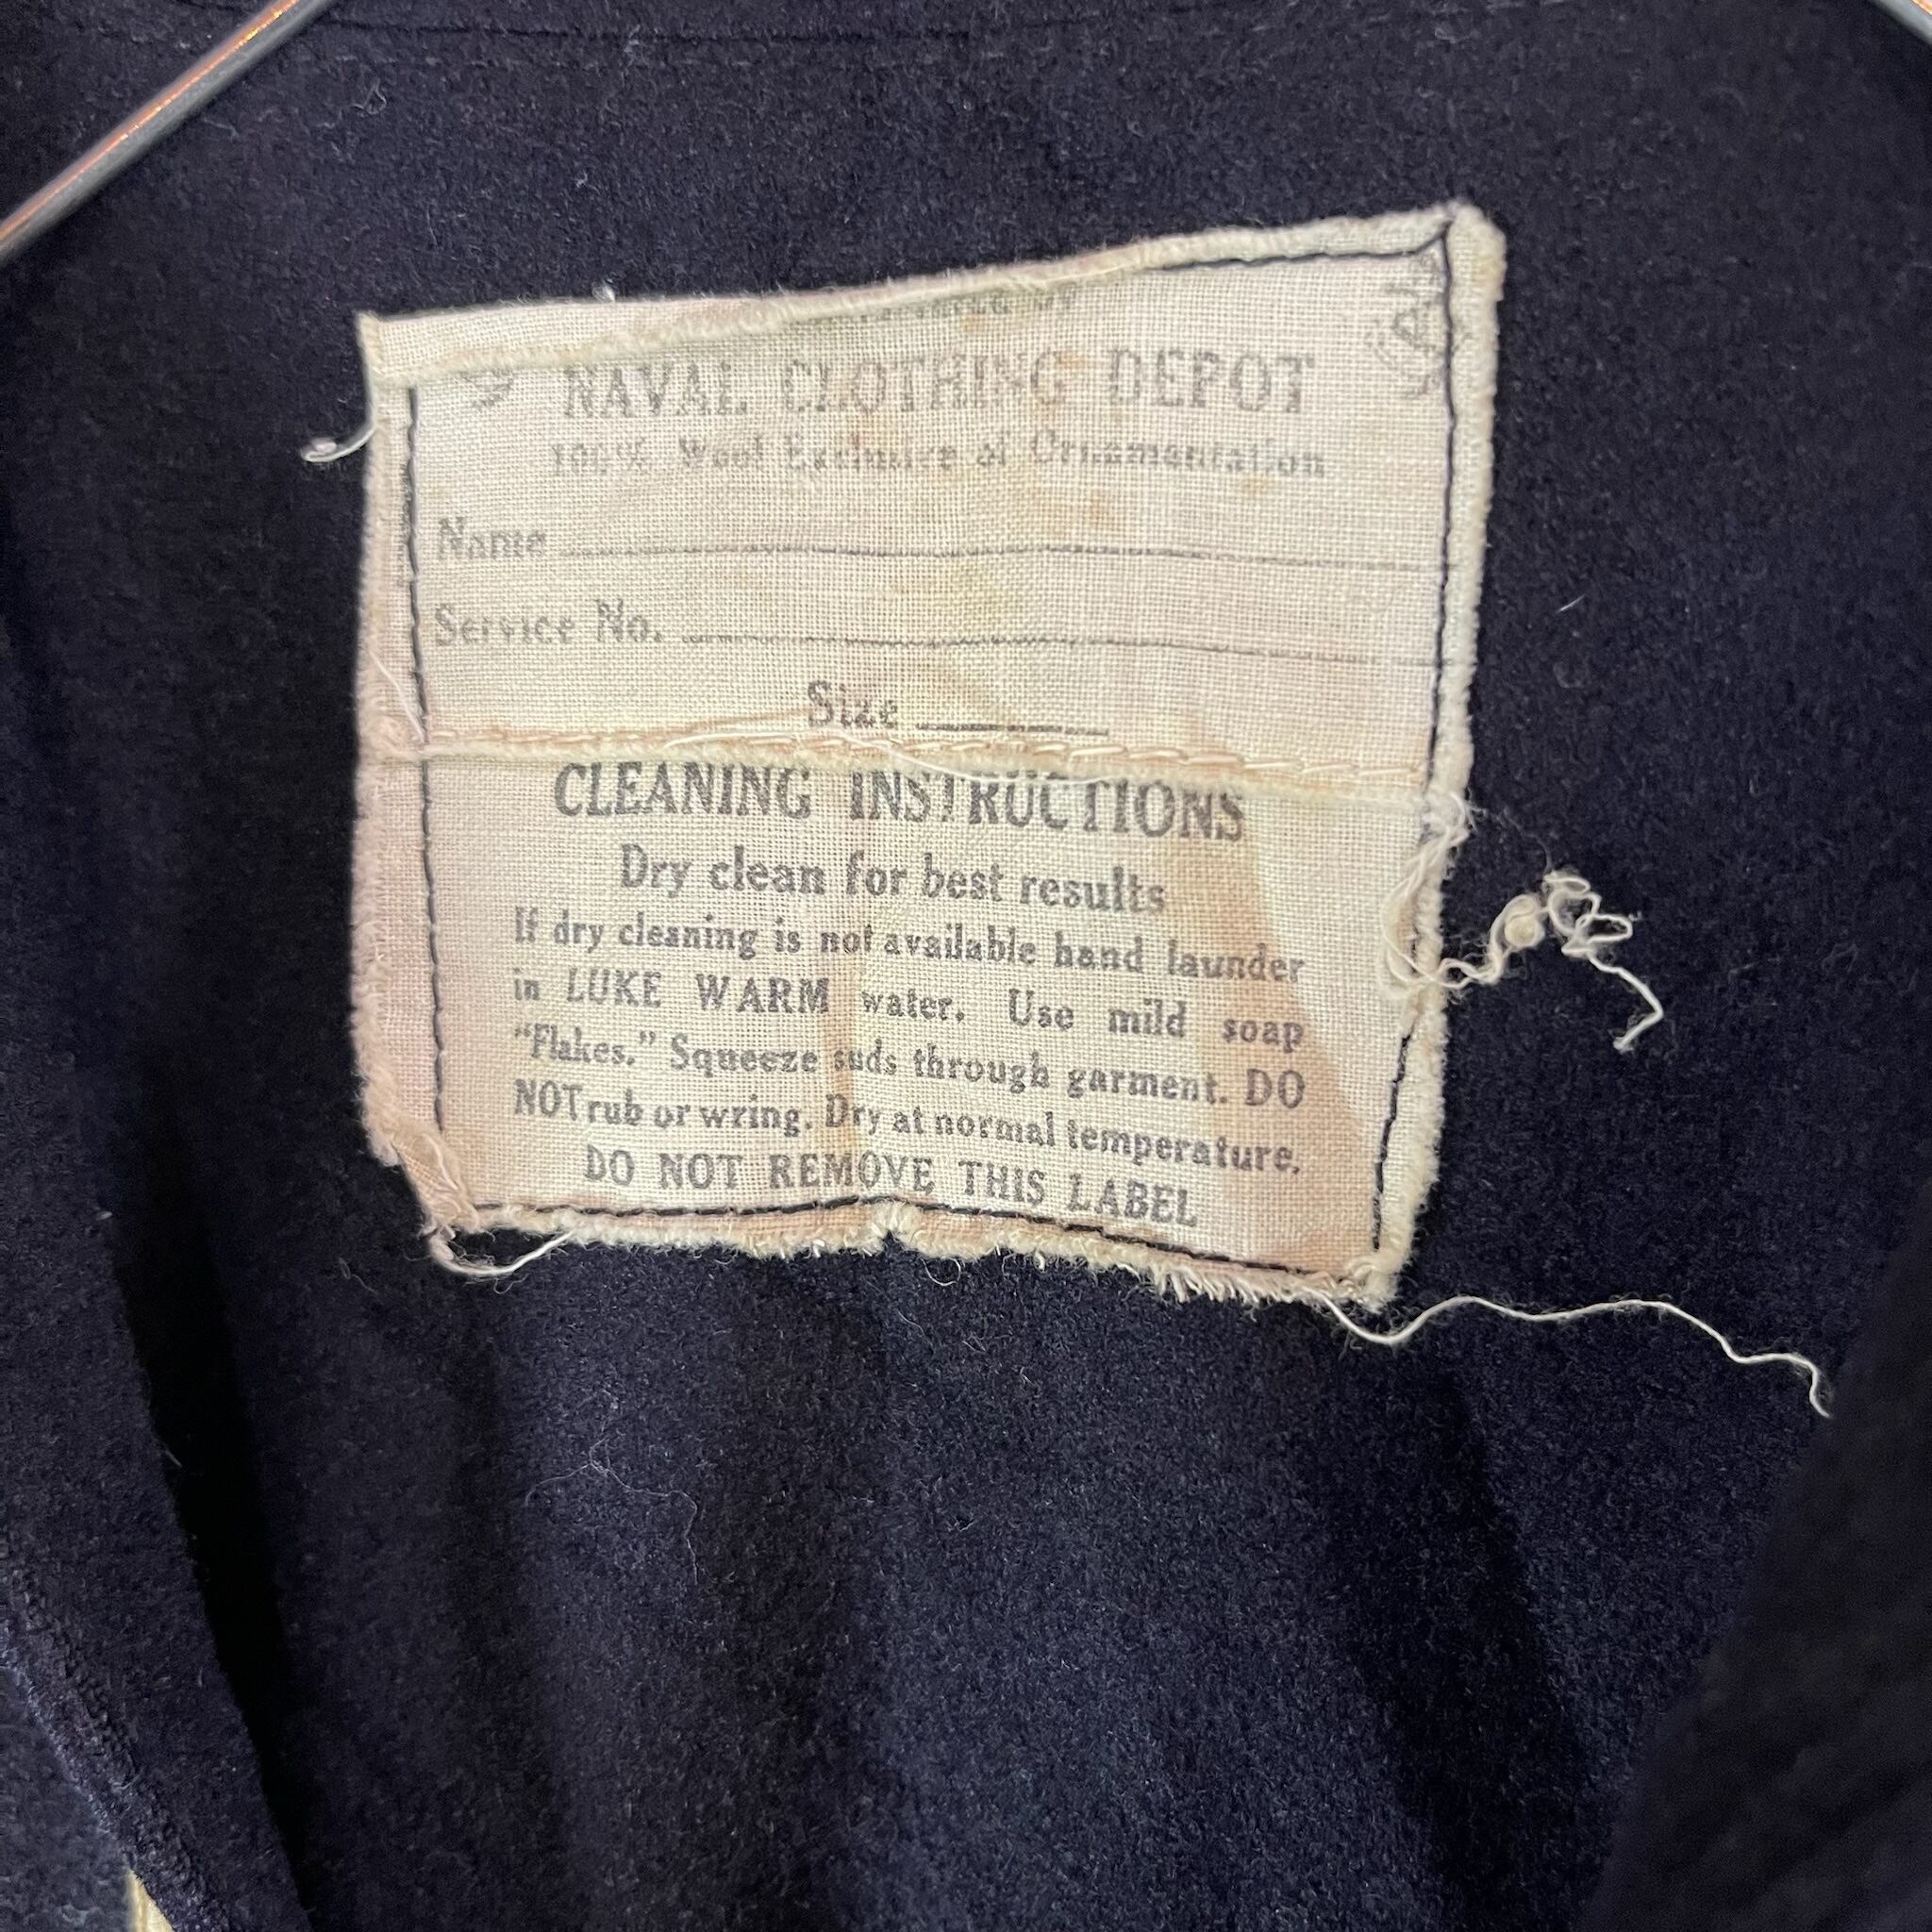 NAVAL CLOTHING DEPOT
100% Wool Exclusive of Ornamentation
Name
Service No.
Size
CLEANING INSTRUCTIONS
Dry clean for best results
If dry cleaning is not available hand launder
in LUKE WARM water. Use mild soap
“Flakes.” Squeeze suds through garment. DO
NOT rub or wring. Dry at normal temperature.
DO NOT REMOVE THIS LABEL